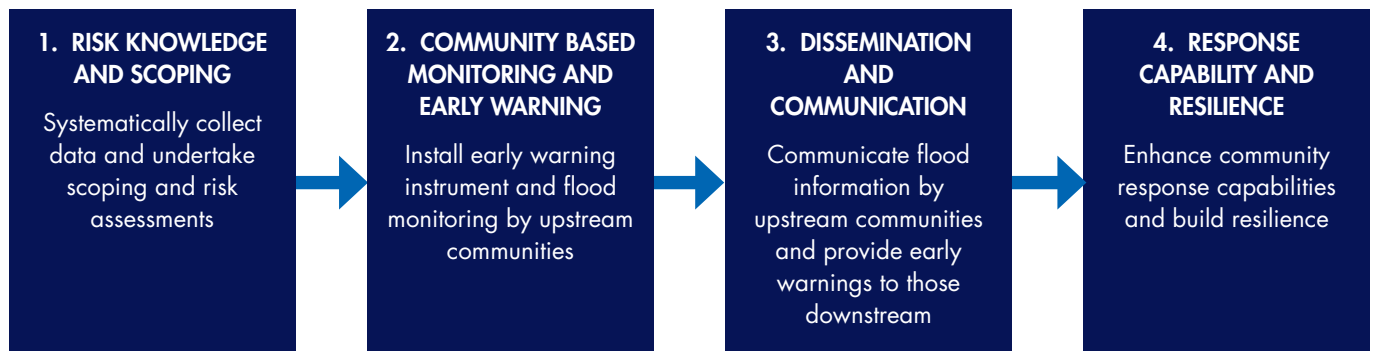 1. RISK KNOWLEDGE
AND SCOPING
Systematically collect
data and undertake
scoping and risk
assessments
2. COMMUNITY BASED
MONITORING AND
EARLY WARNING
Install early warning
instrument and flood
monitoring by upstream
communities
3. DISSEMINATION
AND
COMMUNICATION
Communicate flood
information by
upstream communities
and provide early
warnings to those
downstream
4. RESPONSE
CAPABILITY AND
RESILIENCE
Enhance community
response capabilities
and build resilience